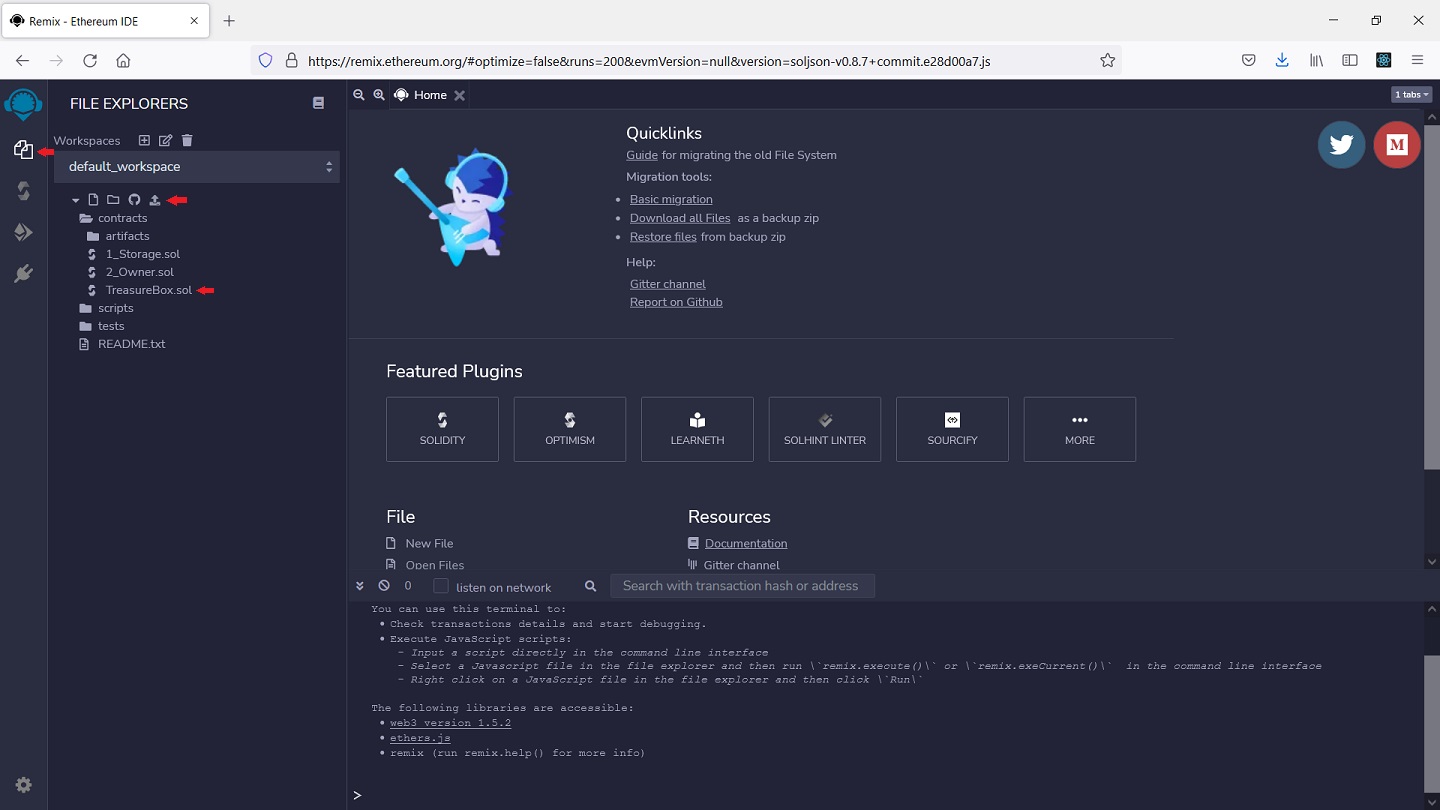 Remix - Ethereum IDE
https://remix.ethereum.org/#optimize=false&runs=200&evmVersion=null&version=soljson-v0.8.7+commit.e28d00a7.js
FILE EXPLORERS
Workspaces
default_workspace
contracts
artifacts
1_Storage.sol
2_Owner.sol
TreasureBox.sol
scripts
tests
README.txt
Home
1 tabs
Quicklinks
Guide for migrating the old File System
Migration tools:
Basic migration
Download all Files as a backup zip
Restore files from backup zip
Help:
Gitter channel
Report on Github
M
Featured Plugins
SOLIDITY
OPTIMISM
LEARNETH
SOLHINT LINTER
SOURCIFY
MORE
File
New File
Open Files
Resources
Documentation
Gitter channel
0
listen on network
Search with transaction hash or address
You can use this terminal to:
• Check transactions details and start debugging.
• Execute JavaScript scripts:
- Input a script directly in the command line interface
- Select a Javascript file in the file explorer and then run \`remix.execute()\` or \`remix.exeCurrent()\` in the command line interface
- Right click on a JavaScript file in the file explorer and then click \`Run\`
The following libraries are accessible:
• web3 version 1.5.2
• ethers.js
• remix (run remix.help() for more info)
>